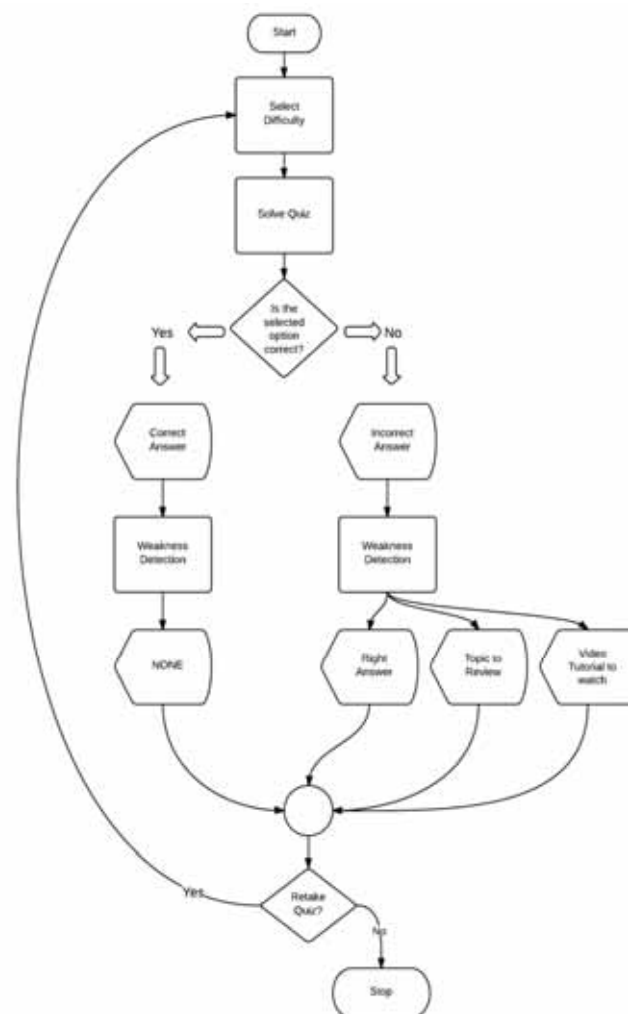 Start
Select
Difficulty
Solve Quiz
Is the
selected
option
correct?
Yes
No
Correct
Answer
Incorrect
Answer
Weakness
Detection
Weakness
Detection
NONE
Right
Answer
Topic to
Review
Video
Tutorial to
watch
Retake
Quiz?
Yes
No
Stop